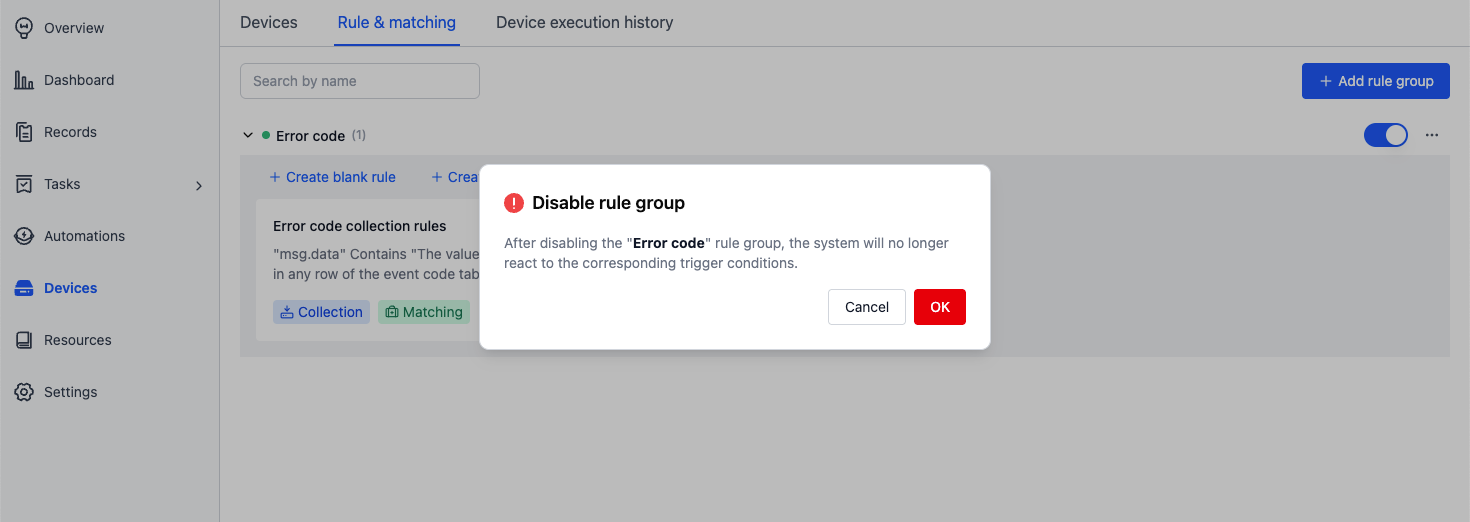 Overview
Dashboard
Records
Tasks
Automations
Devices
Resources
Settings
Devices Rule & matching Device execution history
Search by name
+ Add rule group
Error code (1)
+ Create blank rule + Crea
Error code collection rules
"msg.data" Contains "The value
in any row of the event code tab
Collection Matching
Disable rule group
After disabling the "Error code" rule group, the system will no longer
react to the corresponding trigger conditions.
Cancel OK